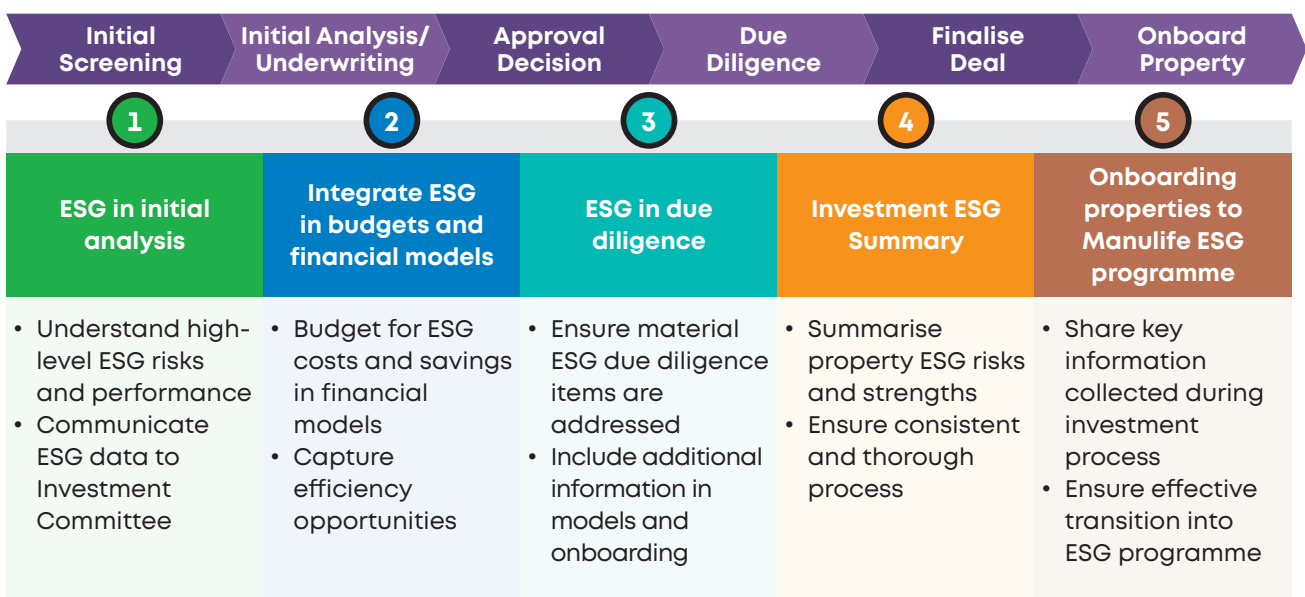 Initial
Screening
Initial Analysis/
Underwriting
Approval
Decision
Due
Diligence
Finalise
Deal
Onboard
Property
1
2
3
4
5
ESG in initial
analysis
Integrate ESG
in budgets and
financial models
ESG in due
diligence
Investment ESG
Summary
Onboarding
properties to
Manulife ESG
programme
• Understand high-
level ESG risks
and performance
• Communicate
ESG data to
Investment
Committee
• Budget for ESG
costs and savings
in financial
models
• Capture
efficiency
opportunities
• Ensure material
ESG due diligence
items are
addressed
• Include additional
information in
models and
onboarding
• Summarise
property ESG risks
and strengths
• Ensure consistent
and thorough
process
• Share key
information
collected during
investment
process
• Ensure effective
transition into
ESG programme